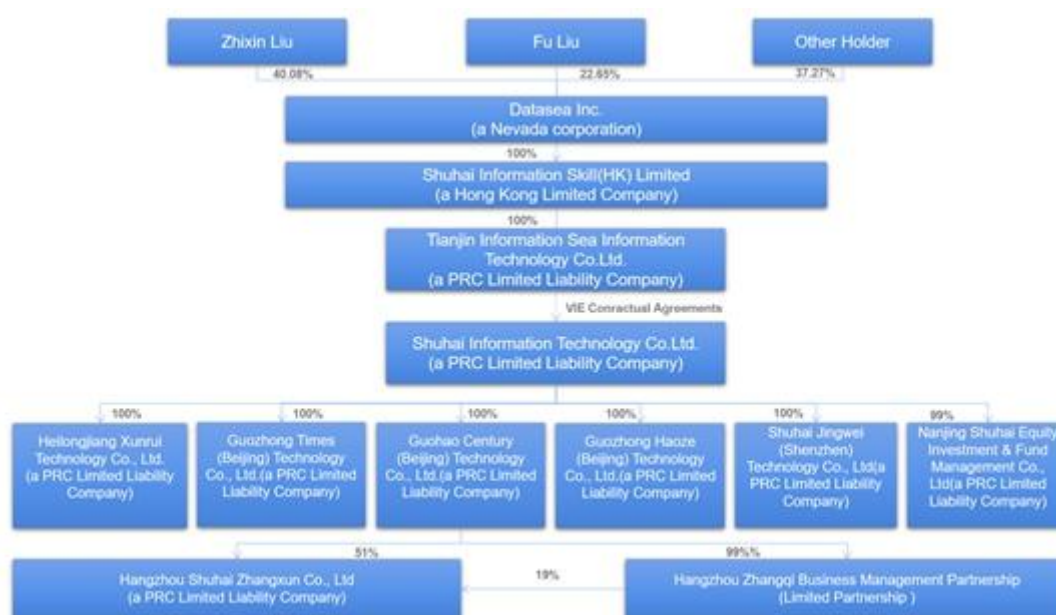 Zhixin Liu
Fu Liu
Other Holder
40.08%
22.65%
37.27%
Datasea Inc.
(a Nevada corporation)
100%
Shuhai Information Skill(HK) Limited
(a Hong Kong Limited Company)
100%
Tianjin Information Sea Information
Technology Co.Ltd.
(a PRC Limited Liability Company)
VIE Conractual Agreements
Shuhai Information Technology Co.Ltd.
(a PRC Limited Liability Company)
100%
100%
100%
100%
100%
99%
Heilongjiang Xunrui
Technology Co., Ltd.
(a PRC Limited Liability
Company)
Guozhong Times
(Beijing) Technology
Co., Ltd.(a PRC Limited
Liability Company)
Guohao Century
(Beijing) Technology
Co., Ltd.(a PRC Limited
Liability Company)
Guozhong Haoze
(Beijing) Technology
Co., Ltd.(a PRC Limited
Liability Company)
Shuhai Jingwei
(Shenzhen)
Technology Co., Ltd(a
PRC Limited Liability
Company)
Nanjing Shuhai Equity
Investment & Fund
Management Co.,
Ltd(a PRC Limited
Liability Company)
51%
99%%
Hangzhou Shuhai Zhangxun Co., Ltd
(a PRC Limited Liability Company)
19%
Hangzhou Zhangqi Business Management Partnership
(Limited Partnership )